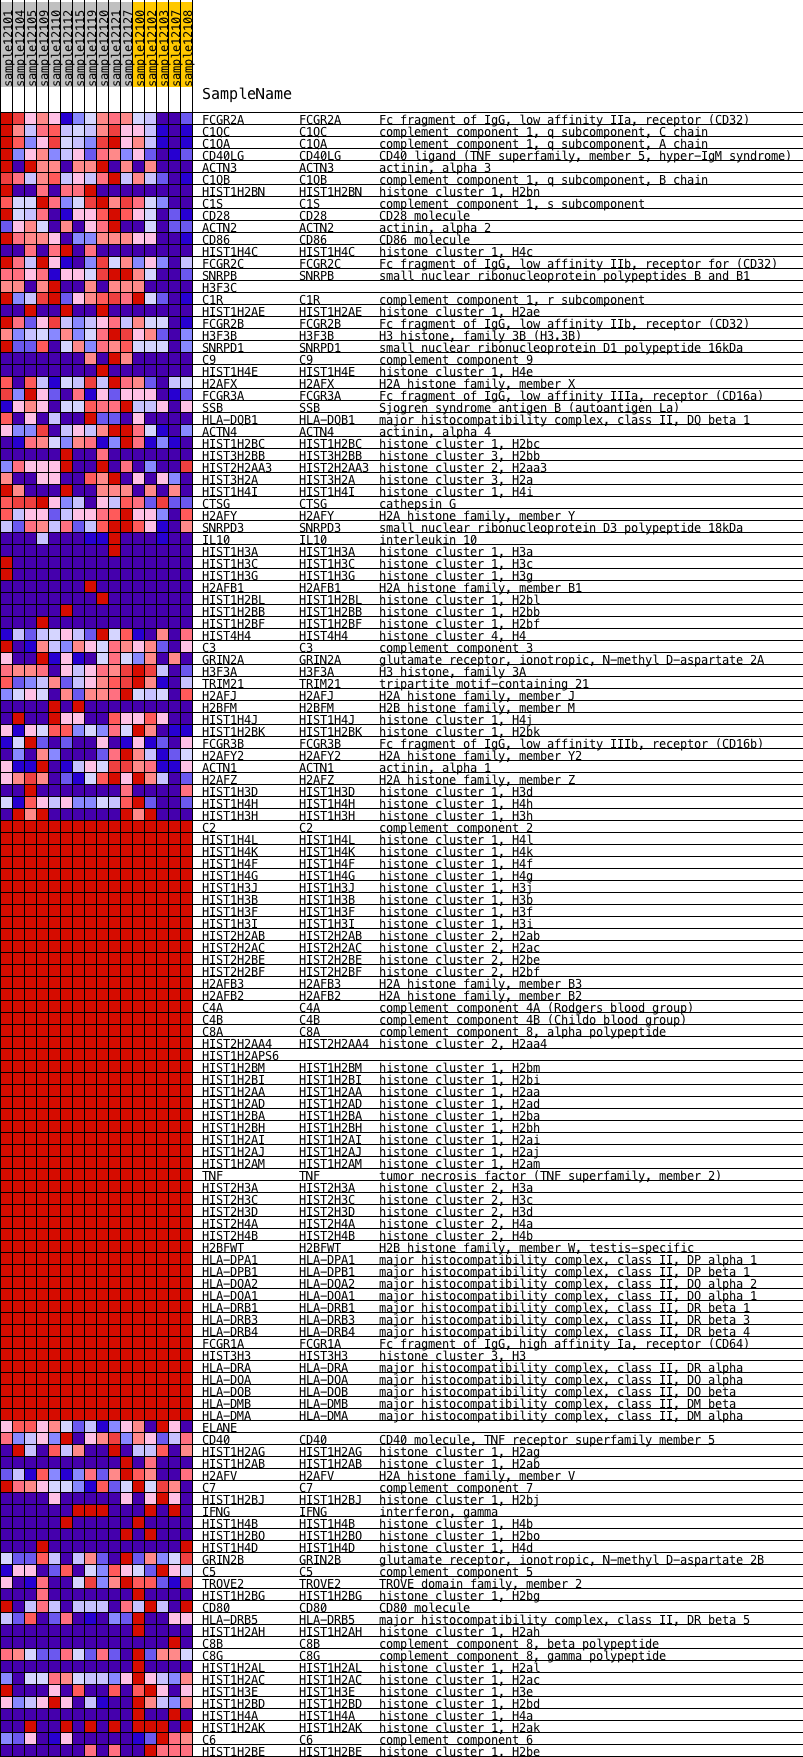 sample12101
sample12104
sample12105
sample12109
sample12110
sample12112
sample12115
sample12119
sample12120
sample12121
sample12127
sample12100
sample12102
sample12103
sample12107
sample12108
SampleName
FCGR2A FCGR2A Fc fragment of IgG, low affinity IIa, receptor (CD32)
C1QC C1QC complement component 1, q subcomponent, C chain
C1QA C1QA complement component 1, q subcomponent, A chain
CD40LG CD40LG CD40 ligand (TNF superfamily, member 5, hyper-IgM syndrome)
ACTN3 ACTN3 actinin, alpha 3
C1QB C1QB complement component 1, q subcomponent, B chain
HIST1H2BN HIST1H2BN histone cluster 1, H2bn
C1S C1S complement component 1, s subcomponent
CD28 CD28 CD28 molecule
ACTN2 ACTN2 actinin, alpha 2
CD86 CD86 CD86 molecule
HIST1H4C HIST1H4C histone cluster 1, H4c
FCGR2C FCGR2C Fc fragment of IgG, low affinity IIb, receptor for (CD32)
SNRPB SNRPB small nuclear ribonucleoprotein polypeptides B and B1
H3F3C
C1R C1R complement component 1, r subcomponent
HIST1H2AE HIST1H2AE histone cluster 1, H2ae
FCGR2B FCGR2B Fc fragment of IgG, low affinity IIb, receptor (CD32)
H3F3B H3F3B H3 histone, family 3B (H3.3B)
SNRPD1 SNRPD1 small nuclear ribonucleoprotein D1 polypeptide 16kDa
C9 C9 complement component 9
HIST1H4E HIST1H4E histone cluster 1, H4e
H2AFX H2AFX H2A histone family, member X
FCGR3A FCGR3A Fc fragment of IgG, low affinity IIIa, receptor (CD16a)
SSB SSB Sjogren syndrome antigen B (autoantigen La)
HLA-DQB1 HLA-DQB1 major histocompatibility complex, class II, DQ beta 1
ACTN4 ACTN4 actinin, alpha 4
HIST1H2BC HIST1H2BC histone cluster 1, H2bc
HIST3H2BB HIST3H2BB histone cluster 3, H2bb
HIST2H2AA3 HIST2H2AA3 histone cluster 2, H2aa3
HIST3H2A HIST3H2A histone cluster 3, H2a
HIST1H4I HIST1H4I histone cluster 1, H4i
CTSG CTSG cathepsin G
H2AFY H2AFY H2A histone family, member Y
SNRPD3 SNRPD3 small nuclear ribonucleoprotein D3 polypeptide 18kDa
IL10 IL10 interleukin 10
HIST1H3A HIST1H3A histone cluster 1, H3a
HIST1H3C HIST1H3C histone cluster 1, H3c
HIST1H3G HIST1H3G histone cluster 1, H3g
H2AFB1 H2AFB1 H2A histone family, member B1
HIST1H2BL HIST1H2BL histone cluster 1, H2bl
HIST1H2BB HIST1H2BB histone cluster 1, H2bb
HIST1H2BF HIST1H2BF histone cluster 1, H2bf
HIST4H4 HIST4H4 histone cluster 4, H4
C3 C3 complement component 3
GRIN2A GRIN2A glutamate receptor, ionotropic, N-methyl D-aspartate 2A
H3F3A H3F3A H3 histone, family 3A
TRIM21 TRIM21 tripartite motif-containing 21
H2AFJ H2AFJ H2A histone family, member J
H2BFM H2BFM H2B histone family, member M
HIST1H4J HIST1H4J histone cluster 1, H4j
HIST1H2BK HIST1H2BK histone cluster 1, H2bk
FCGR3B FCGR3B Fc fragment of IgG, low affinity IIIb, receptor (CD16b)
H2AFY2 H2AFY2 H2A histone family, member Y2
ACTN1 ACTN1 actinin, alpha 1
H2AFZ H2AFZ H2A histone family, member Z
HIST1H3D HIST1H3D histone cluster 1, H3d
HIST1H4H HIST1H4H histone cluster 1, H4h
HIST1H3H HIST1H3H histone cluster 1, H3h
C2 C2 complement component 2
HIST1H4L HIST1H4L histone cluster 1, H4l
HIST1H4K HIST1H4K histone cluster 1, H4k
HIST1H4F HIST1H4F histone cluster 1, H4f
HIST1H4G HIST1H4G histone cluster 1, H4g
HIST1H3J HIST1H3J histone cluster 1, H3j
HIST1H3B HIST1H3B histone cluster 1, H3b
HIST1H3F HIST1H3F histone cluster 1, H3f
HIST1H3I HIST1H3I histone cluster 1, H3i
HIST2H2AB HIST2H2AB histone cluster 2, H2ab
HIST2H2AC HIST2H2AC histone cluster 2, H2ac
HIST2H2BE HIST2H2BE histone cluster 2, H2be
HIST2H2BF HIST2H2BF histone cluster 2, H2bf
H2AFB3 H2AFB3 H2A histone family, member B3
H2AFB2 H2AFB2 H2A histone family, member B2
C4A C4A complement component 4A (Rodgers blood group)
C4B C4B complement component 4B (Childo blood group)
C8A C8A complement component 8, alpha polypeptide
HIST2H2AA4 HIST2H2AA4 histone cluster 2, H2aa4
HIST1H2APS6
HIST1H2BM HIST1H2BM histone cluster 1, H2bm
HIST1H2BI HIST1H2BI histone cluster 1, H2bi
HIST1H2AA HIST1H2AA histone cluster 1, H2aa
HIST1H2AD HIST1H2AD histone cluster 1, H2ad
HIST1H2BA HIST1H2BA histone cluster 1, H2ba
HIST1H2BH HIST1H2BH histone cluster 1, H2bh
HIST1H2AI HIST1H2AI histone cluster 1, H2ai
HIST1H2AJ HIST1H2AJ histone cluster 1, H2aj
HIST1H2AM HIST1H2AM histone cluster 1, H2am
TNF TNF tumor necrosis factor (TNF superfamily, member 2)
HIST2H3A HIST2H3A histone cluster 2, H3a
HIST2H3C HIST2H3C histone cluster 2, H3c
HIST2H3D HIST2H3D histone cluster 2, H3d
HIST2H4A HIST2H4A histone cluster 2, H4a
HIST2H4B HIST2H4B histone cluster 2, H4b
H2BFWT H2BFWT H2B histone family, member W, testis-specific
HLA-DPA1 HLA-DPA1 major histocompatibility complex, class II, DP alpha 1
HLA-DPB1 HLA-DPB1 major histocompatibility complex, class II, DP beta 1
HLA-DQA2 HLA-DQA2 major histocompatibility complex, class II, DQ alpha 2
HLA-DQA1 HLA-DQA1 major histocompatibility complex, class II, DQ alpha 1
HLA-DRB1 HLA-DRB1 major histocompatibility complex, class II, DR beta 1
HLA-DRB3 HLA-DRB3 major histocompatibility complex, class II, DR beta 3
HLA-DRB4 HLA-DRB4 major histocompatibility complex, class II, DR beta 4
FCGR1A FCGR1A Fc fragment of IgG, high affinity Ia, receptor (CD64)
HIST3H3 HIST3H3 histone cluster 3, H3
HLA-DRA HLA-DRA major histocompatibility complex, class II, DR alpha
HLA-DOA HLA-DOA major histocompatibility complex, class II, DO alpha
HLA-DOB HLA-DOB major histocompatibility complex, class II, DO beta
HLA-DMB HLA-DMB major histocompatibility complex, class II, DM beta
HLA-DMA HLA-DMA major histocompatibility complex, class II, DM alpha
ELANE
CD40 CD40 CD40 molecule, TNF receptor superfamily member 5
HIST1H2AG HIST1H2AG histone cluster 1, H2ag
HIST1H2AB HIST1H2AB histone cluster 1, H2ab
H2AFV H2AFV H2A histone family, member V
C7 C7 complement component 7
HIST1H2BJ HIST1H2BJ histone cluster 1, H2bj
IFNG IFNG interferon, gamma
HIST1H4B HIST1H4B histone cluster 1, H4b
HIST1H2BO HIST1H2BO histone cluster 1, H2bo
HIST1H4D HIST1H4D histone cluster 1, H4d
GRIN2B GRIN2B glutamate receptor, ionotropic, N-methyl D-aspartate 2B
C5 C5 complement component 5
TROVE2 TROVE2 TROVE domain family, member 2
HIST1H2BG HIST1H2BG histone cluster 1, H2bg
CD80 CD80 CD80 molecule
HLA-DRB5 HLA-DRB5 major histocompatibility complex, class II, DR beta 5
HIST1H2AH HIST1H2AH histone cluster 1, H2ah
C8B C8B complement component 8, beta polypeptide
C8G C8G complement component 8, gamma polypeptide
HIST1H2AL HIST1H2AL histone cluster 1, H2al
HIST1H2AC HIST1H2AC histone cluster 1, H2ac
HIST1H3E HIST1H3E histone cluster 1, H3e
HIST1H2BD HIST1H2BD histone cluster 1, H2bd
HIST1H4A HIST1H4A histone cluster 1, H4a
HIST1H2AK HIST1H2AK histone cluster 1, H2ak
C6 C6 complement component 6
HIST1H2BE HIST1H2BE histone cluster 1, H2be